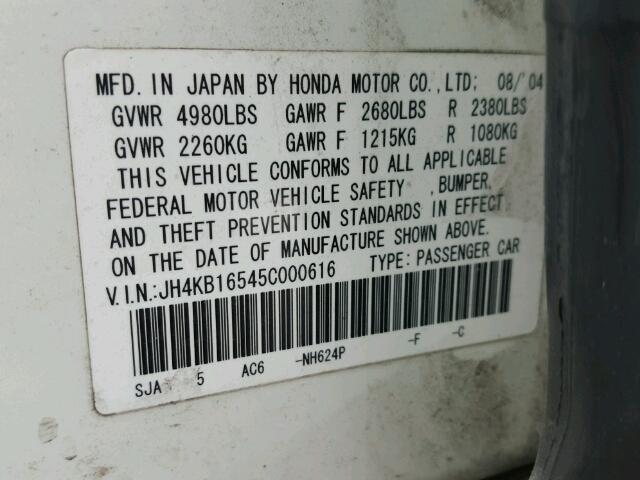 MFD. IN JAPAN BY HONDA MOTOR CO., LTD; 08/'04
GVWR 4980LBS GAWR F 2680LBS R 2380LBS
GVWR 2260KG GAWR F 1215KG R 1080KG
THIS VEHICLE CONFORMS TO ALL APPLICABLE
FEDERAL MOTOR VEHICLE SAFETY , BUMPER,
AND THEFT PREVENTION STANDARDS IN EFFECT
ON THE DATE OF MANUFACTURE SHOWN ABOVE.
V.I.N.:JH4KB16545C000616 TYPE: PASSENGER CAR
SJA 5 AC6 -NH624P -F -C